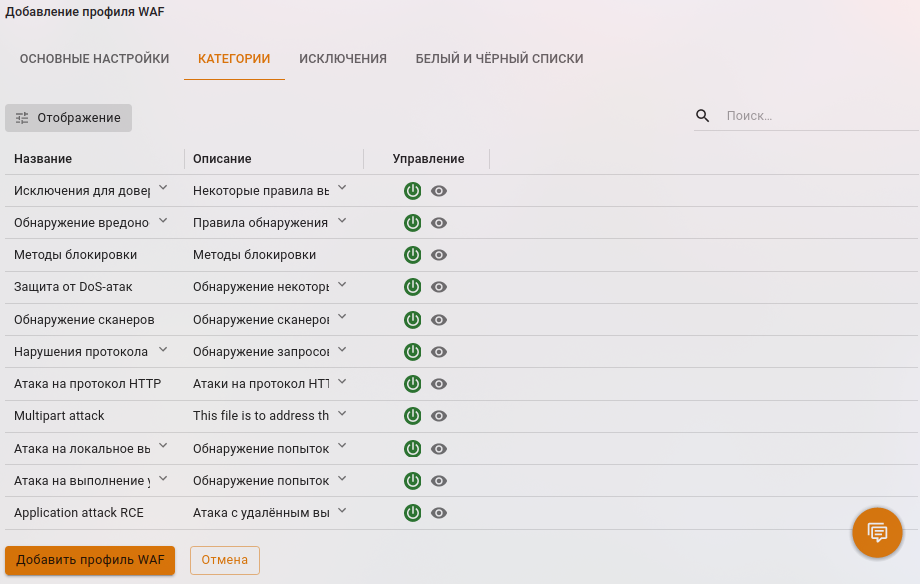 Добавление профиля WAF
ОСНОВНЫЕ НАСТРОЙКИ КАТЕГОРИИ ИСКЛЮЧЕНИЯ БЕЛЫЙ И ЧЁРНЫЙ СПИСКИ
Отображение Поиск...
Название Описание Управление
Исключения для довер Некоторые правила вы
Обнаружение вредоно Правила обнаружения
Методы блокировки Методы блокировки
Защита от DoS-атак Обнаружение некоторь
Обнаружение сканеров Обнаружение сканеров
Нарушения протокола Обнаружение запросов
Атака на протокол HTTP Атаки на протокол HTT
Multipart attack This file is to address th
Атака на локальное вь Обнаружение попыток
Атака на выполнение у Обнаружение попыток
Application attack RCE Атака с удалённым вы
Добавить профиль WAF Отмена